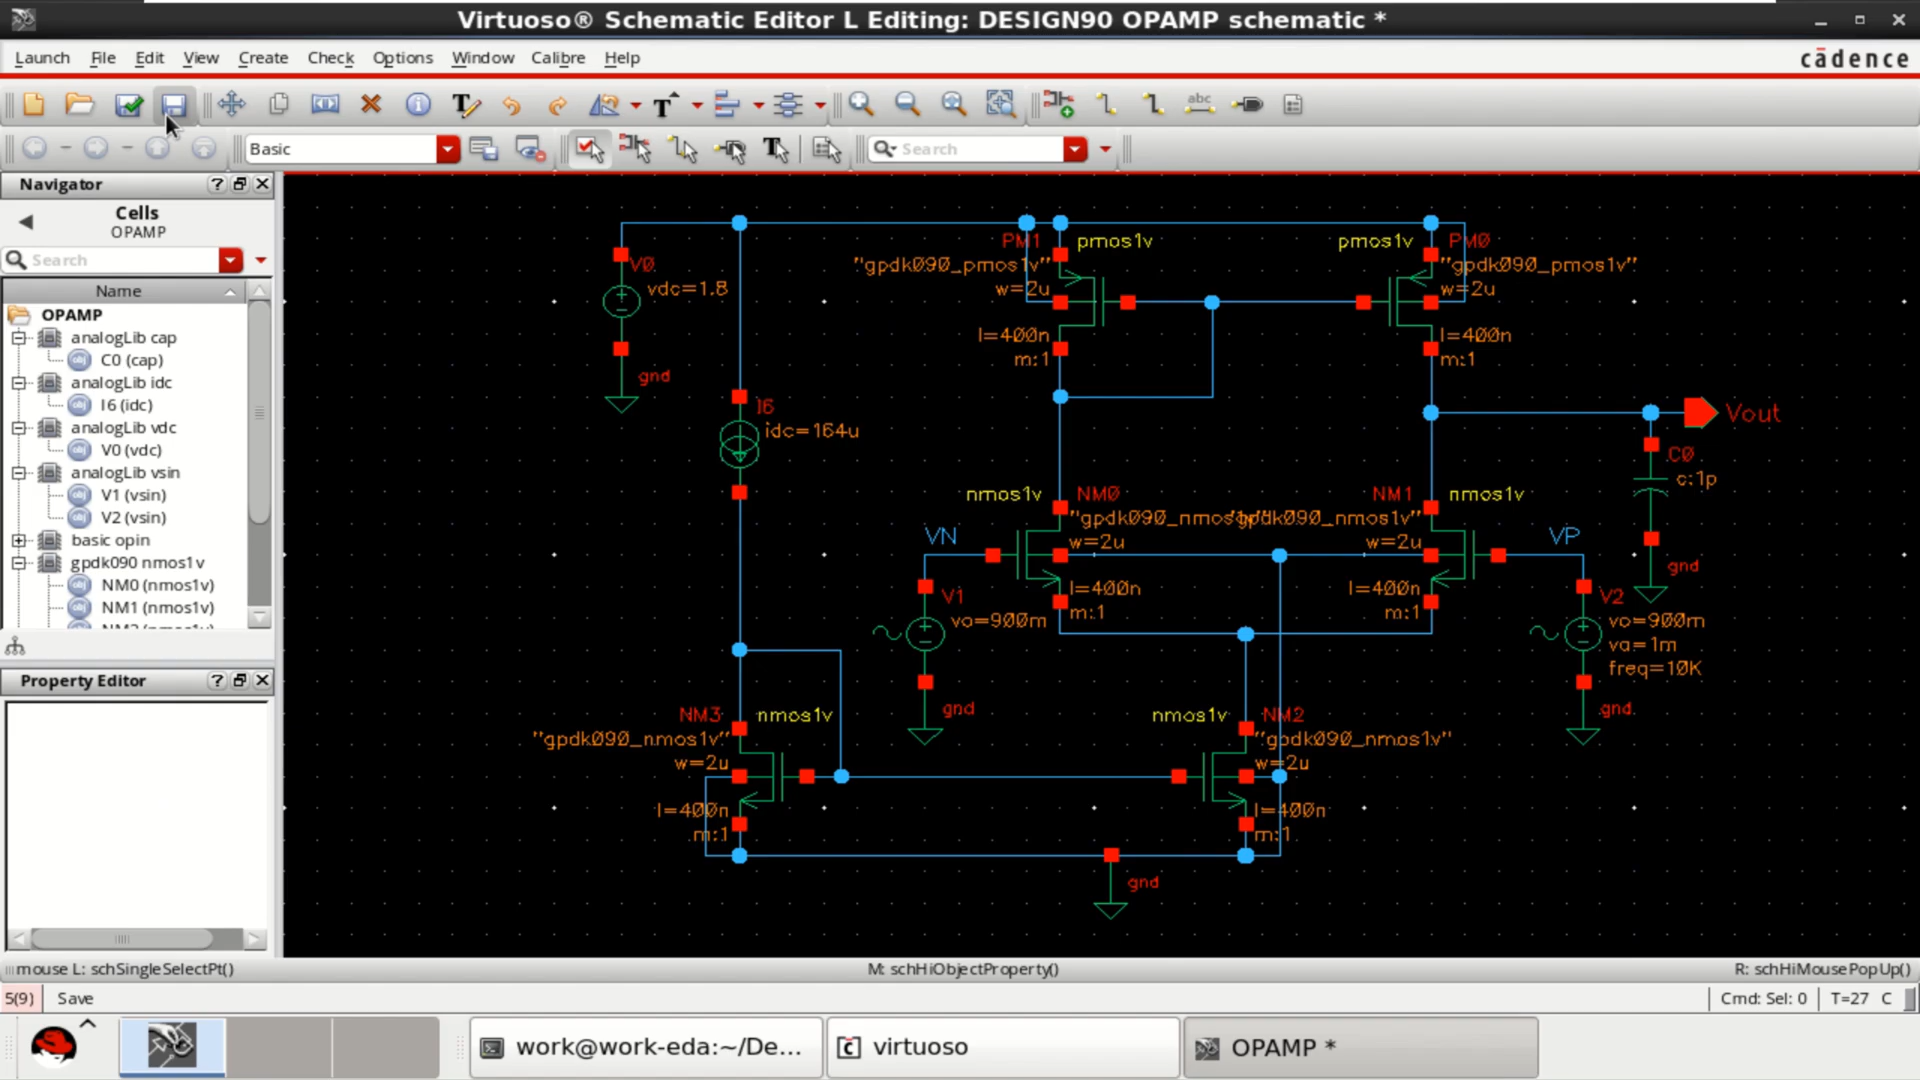 Virtuoso® Schematic Editor L Editing: DESIGN90 OPAMP schematic *
Launch File Edit View Create Check Options Window Calibre Help
cādence
abc
Basic
Search
Navigator
Cells
OPAMP
Search
Name
OPAMP
analogLib cap
C0 (cap)
analogLib idc
I6 (idc)
analogLib vdc
V0 (vdc)
analogLib vsin
V1 (vsin)
V2 (vsin)
basic opin
gpdk090 nmos1v
NM0 (nmos1v)
NM1 (nmos1v)
Property Editor
V0
vdc=1.8
gnd
I6
idc=164u
PM1
pmos1v
"gpdk090_pmos1v"
w=2u
l=400n
m:1
pmos1v
PM0
"gpdk090_pmos1v"
w=2u
l=400n
m:1
Vout
C0
c:1p
gnd
nmos1v
NM0
w=2u
l=400n
m:1
NM1
nmos1v
gpdk090_nmos1v"
w=2u
l=400n
m:1
VN
V1
vo=900m
gnd
VP
V2
vo=900m
va=1m
freq=10K
gnd
NM3
nmos1v
"gpdk090_nmos1v"
w=2u
l=400n
m:1
nmos1v
NM2
"gpdk090_nmos1v"
w=2u
l=400n
m:1
gnd
mouse L: schSingleSelectPt()
M: schHiObjectProperty()
R: schHiMousePopUp()
5(9)
Save
Cmd: Sel: 0
T=27 C
work@work-eda:~/De...
virtuoso
OPAMP *